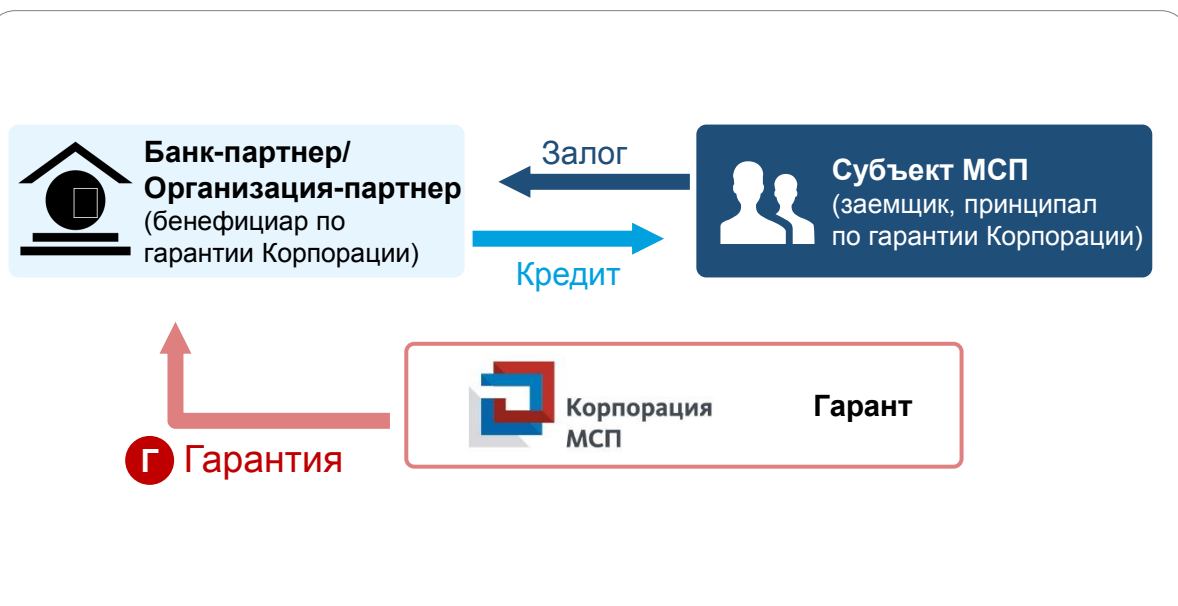 Банк-партнер/
Организация-партнер
(бенефициар по
гарантии Корпорации)
Залог
Кредит
Субъект МСП
(заемщик, принципал
по гарантии Корпорации)
Корпорация
МСП
Гарант
Г Гарантия